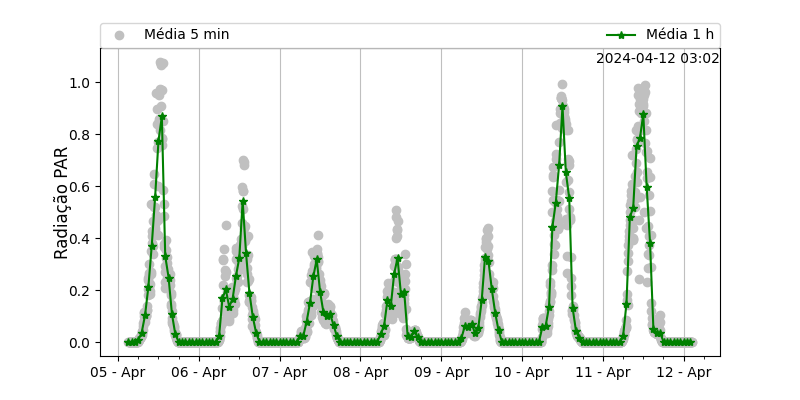 Média 5 min
Média 1 h
2024-04-12 03:02
Radiação PAR
1.0
0.8
0.6
0.4
0.2
0.0
05 - Apr
06 - Apr
07 - Apr
08 - Apr
09 - Apr
10 - Apr
11 - Apr
12 - Apr